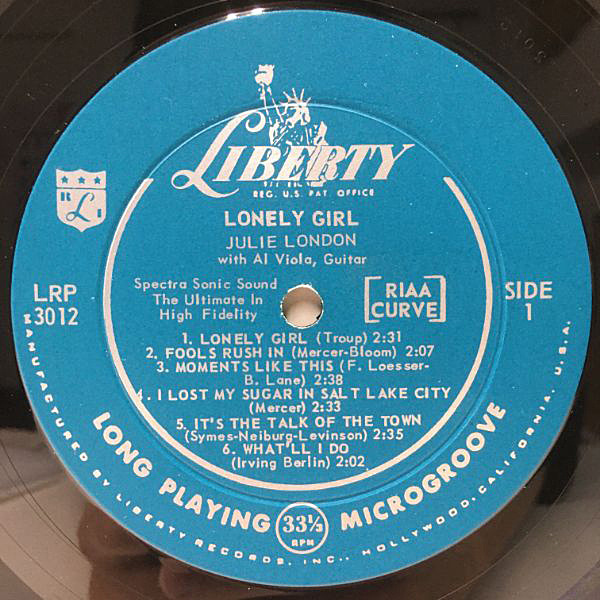 LIBERTY
REG. U.S. PAT. OFFICE
LONELY GIRL
JULIE LONDON
with Al Viola, Guitar
Spectra Sonic Sound
The Ultimate In
High Fidelity
RIAA
CURVE
LRP
3012
SIDE
1
1. LONELY GIRL (Troup) 2:31
2. FOOLS RUSH IN (Mercer-Bloom) 2:07
3. MOMENTS LIKE THIS (F. Loesser-
B. Lane) 2:38
4. I LOST MY SUGAR IN SALT LAKE CITY
(Mercer) 2:33
5. IT'S THE TALK OF THE TOWN
(Symes-Neiburg-Levinson) 2:35
6. WHAT'LL I DO
(Irving Berlin) 2:02
LONG PLAYING 33⅓ RPM MICROGROOVE
MANUFACTURED BY LIBERTY RECORDS, INC., HOLLYWOOD, CALIFORNIA, U.S.A.